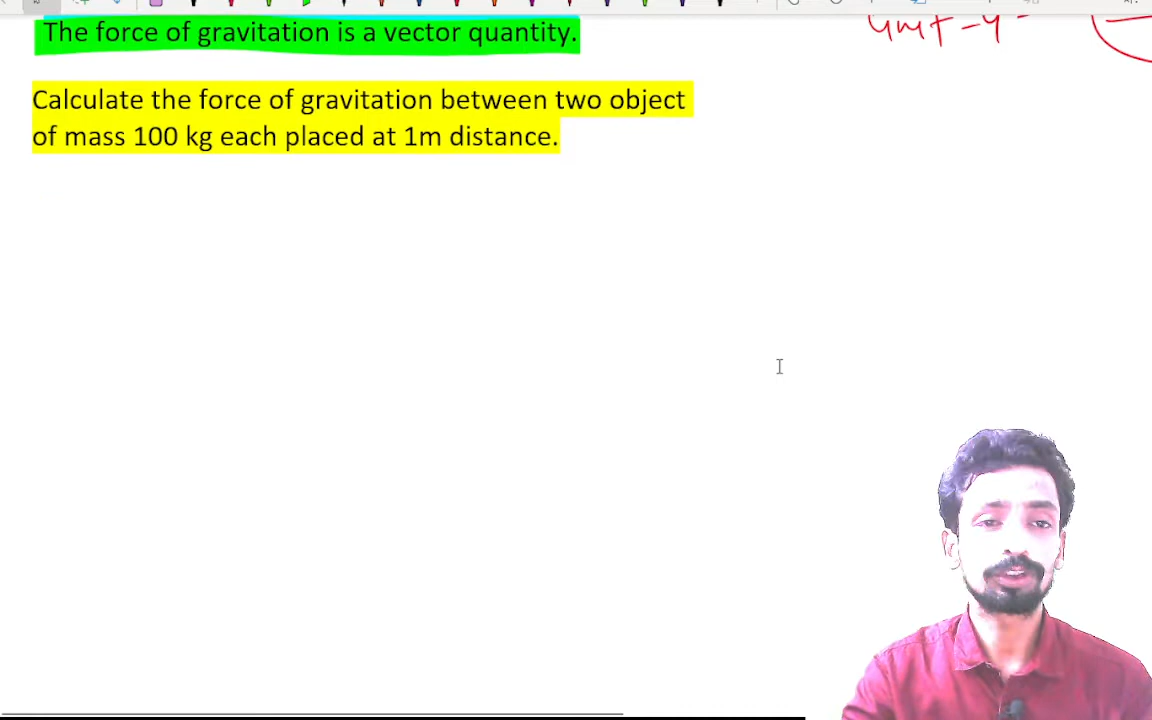 The force of gravitation is a vector quantity.
Calculate the force of gravitation between two object
of mass 100 kg each placed at 1m distance.